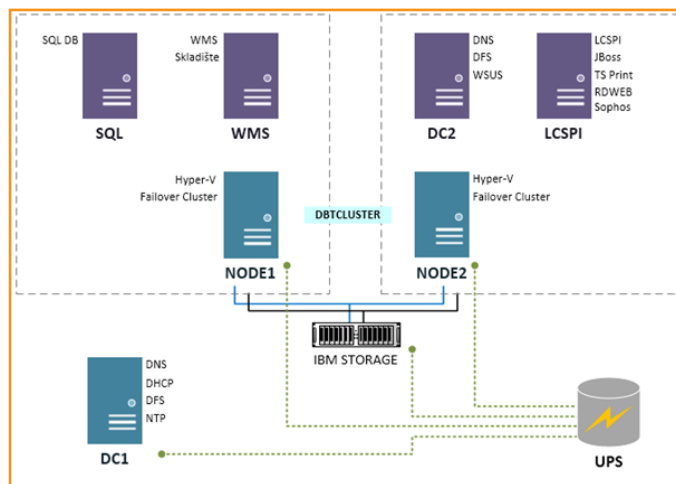 SQL DB
SQL
WMS
Skladište
WMS
DNS
DFS
WSUS
DC2
LCSPI
JBoss
TS Print
RDWEB
Sophos
LCSPI
Hyper-V
Failover Cluster
NODE1
DBTCLUSTER
Hyper-V
Failover Cluster
NODE2
IBM STORAGE
DNS
DHCP
DFS
NTP
DC1
UPS